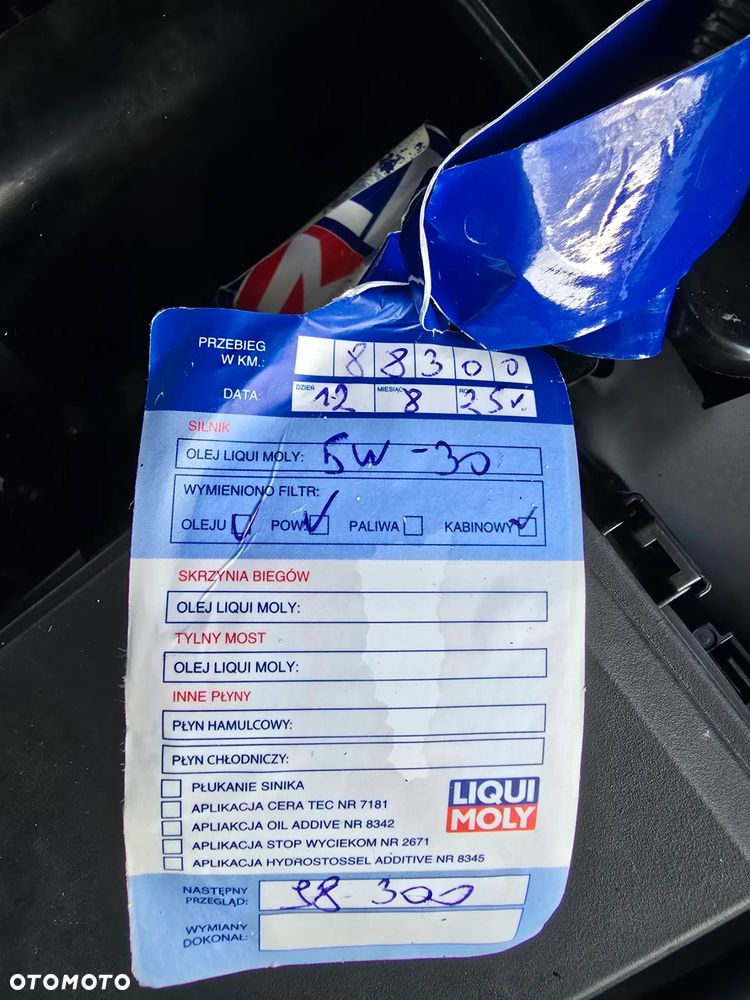 PRZEBIEG
W KM.: 88300
DZIEŃ MIESIĄC
DATA: 12 8 25r.
SILNIK
OLEJ LIQUI MOLY: 5W-30
WYMIENIONO FILTR:
OLEJU POW. PALIWA KABINOWY
SKRZYNIA BIEGÓW
OLEJ LIQUI MOLY:
TYLNY MOST
OLEJ LIQUI MOLY:
INNE PŁYNY
PŁYN HAMULCOWY:
PŁYN CHŁODNICZY:
PŁUKANIE SINIKA
APLIKACJA CERA TEC NR 7181
APLIAKCJA OIL ADDIVE NR 8342
APLIKACJA STOP WYCIEKOM NR 2671
APLIKACJA HYDROSTOSSEL ADDITIVE NR 8345
LIQUI
MOLY
NASTĘPNY
PRZEGLĄD: 98 300
WYMIANY
DOKONAŁ:
OTOMOTO